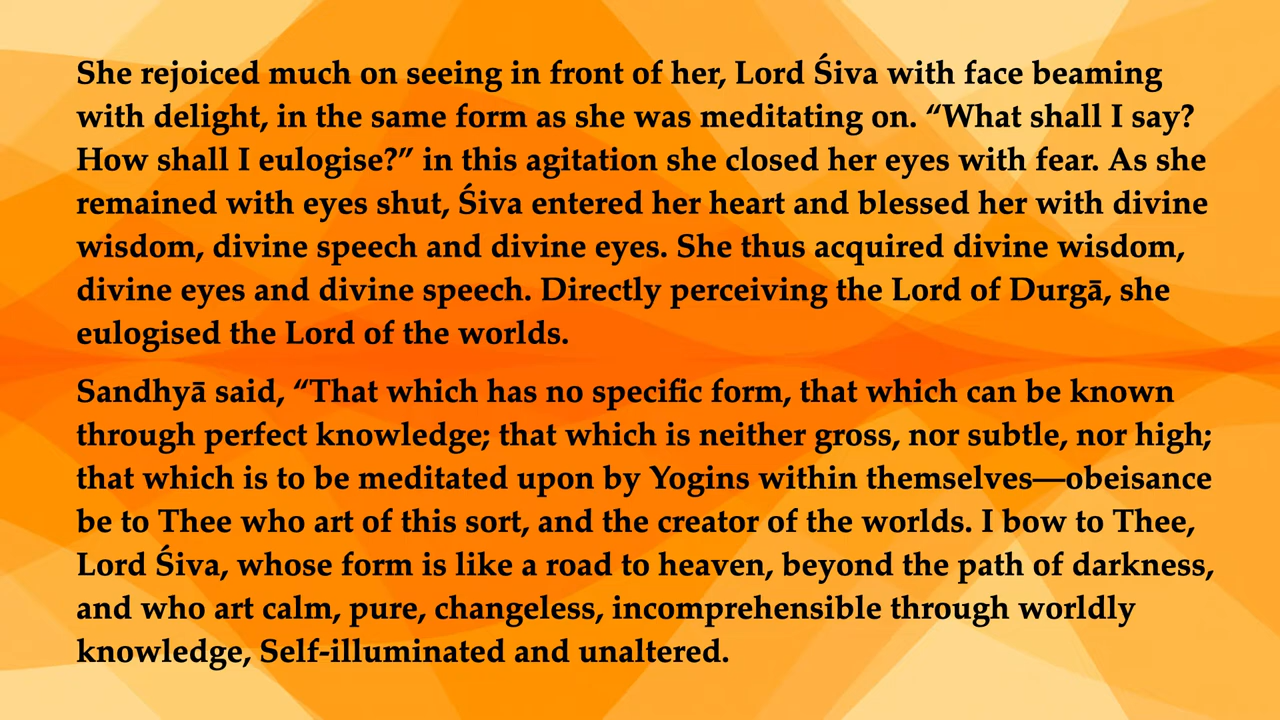 She rejoiced much on seeing in front of her, Lord Śiva with face beaming
with delight, in the same form as she was meditating on. “What shall I say?
How shall I eulogise?” in this agitation she closed her eyes with fear. As she
remained with eyes shut, Śiva entered her heart and blessed her with divine
wisdom, divine speech and divine eyes. She thus acquired divine wisdom,
divine eyes and divine speech. Directly perceiving the Lord of Durgā, she
eulogised the Lord of the worlds.
Sandhyā said, “That which has no specific form, that which can be known
through perfect knowledge; that which is neither gross, nor subtle, nor high;
that which is to be meditated upon by Yogins within themselves—obeisance
be to Thee who art of this sort, and the creator of the worlds. I bow to Thee,
Lord Śiva, whose form is like a road to heaven, beyond the path of darkness,
and who art calm, pure, changeless, incomprehensible through worldly
knowledge, Self-illuminated and unaltered.